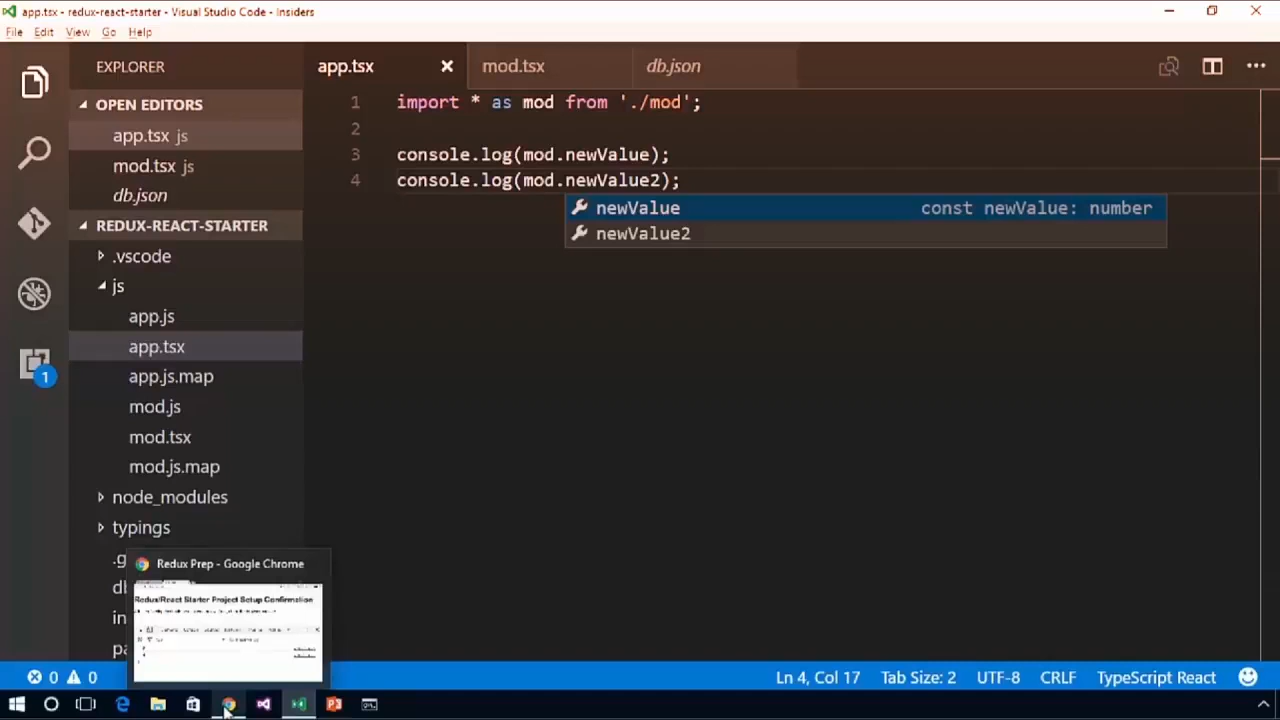 app.tsx - redux-react-starter - Visual Studio Code - Insiders
File Edit View Go Help
EXPLORER
OPEN EDITORS
app.tsx js
mod.tsx js
db.json
REDUX-REACT-STARTER
.vscode
js
app.js
app.tsx
app.js.map
mod.js
mod.tsx
mod.js.map
node_modules
typings
.g
db
in
pa
app.tsx mod.tsx db.json
1 import * as mod from './mod';
2
3 console.log(mod.newValue);
4 console.log(mod.newValue2);
newValue const newValue: number
newValue2
1
Redux Prep - Google Chrome
Redux/React Starter Project Setup Confirmation
0 0 Ln 4, Col 17 Tab Size: 2 UTF-8 CRLF TypeScript React